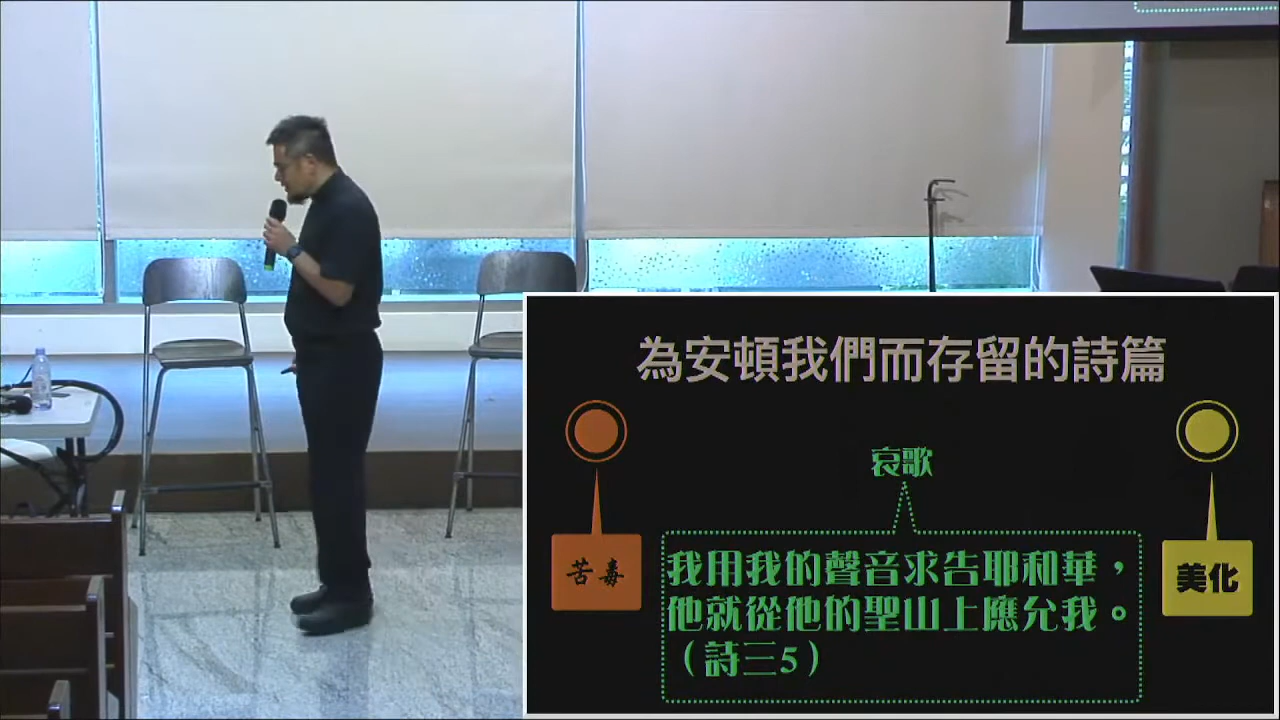 為安頓我們而存留的詩篇
哀歌
苦毒
我用我的聲音求告耶和華，
他就從他的聖山上應允我。
（詩三5）
美化